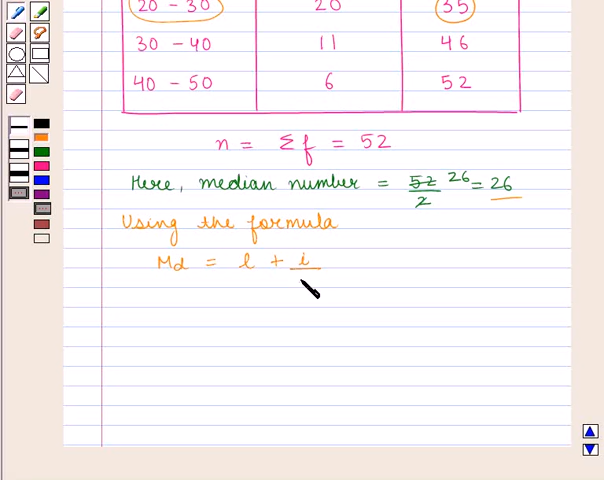 20 - 30 20 35
30 - 40 11 46
40 - 50 6 52
n = Σf = 52
Here, median number = 52/2 26 = 26
Using the formula
Md = l + i